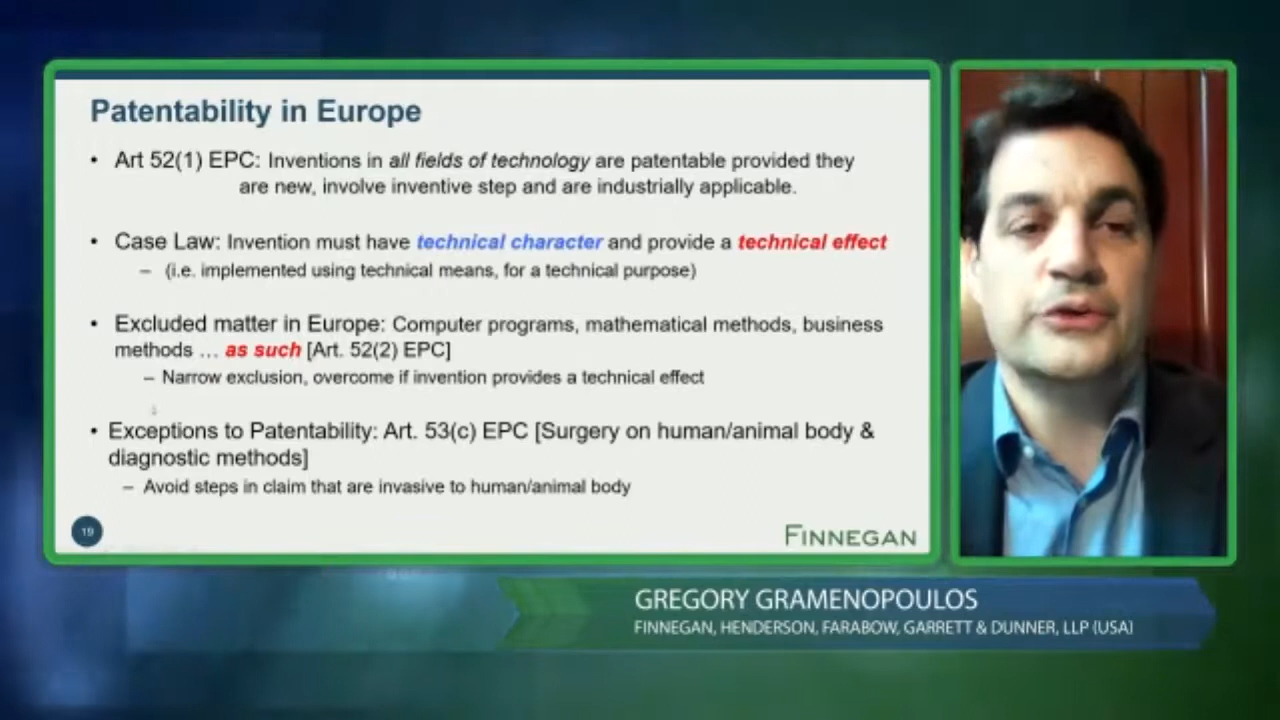 Patentability in Europe
• Art 52(1) EPC: Inventions in all fields of technology are patentable provided they
are new, involve inventive step and are industrially applicable.
• Case Law: Invention must have technical character and provide a technical effect
– (i.e. implemented using technical means, for a technical purpose)
• Excluded matter in Europe: Computer programs, mathematical methods, business
methods … as such [Art. 52(2) EPC]
– Narrow exclusion, overcome if invention provides a technical effect
• Exceptions to Patentability: Art. 53(c) EPC [Surgery on human/animal body &
diagnostic methods]
– Avoid steps in claim that are invasive to human/animal body
19
FINNEGAN
GREGORY GRAMENOPOULOS
FINNEGAN, HENDERSON, FARABOW, GARRETT & DUNNER, LLP (USA)